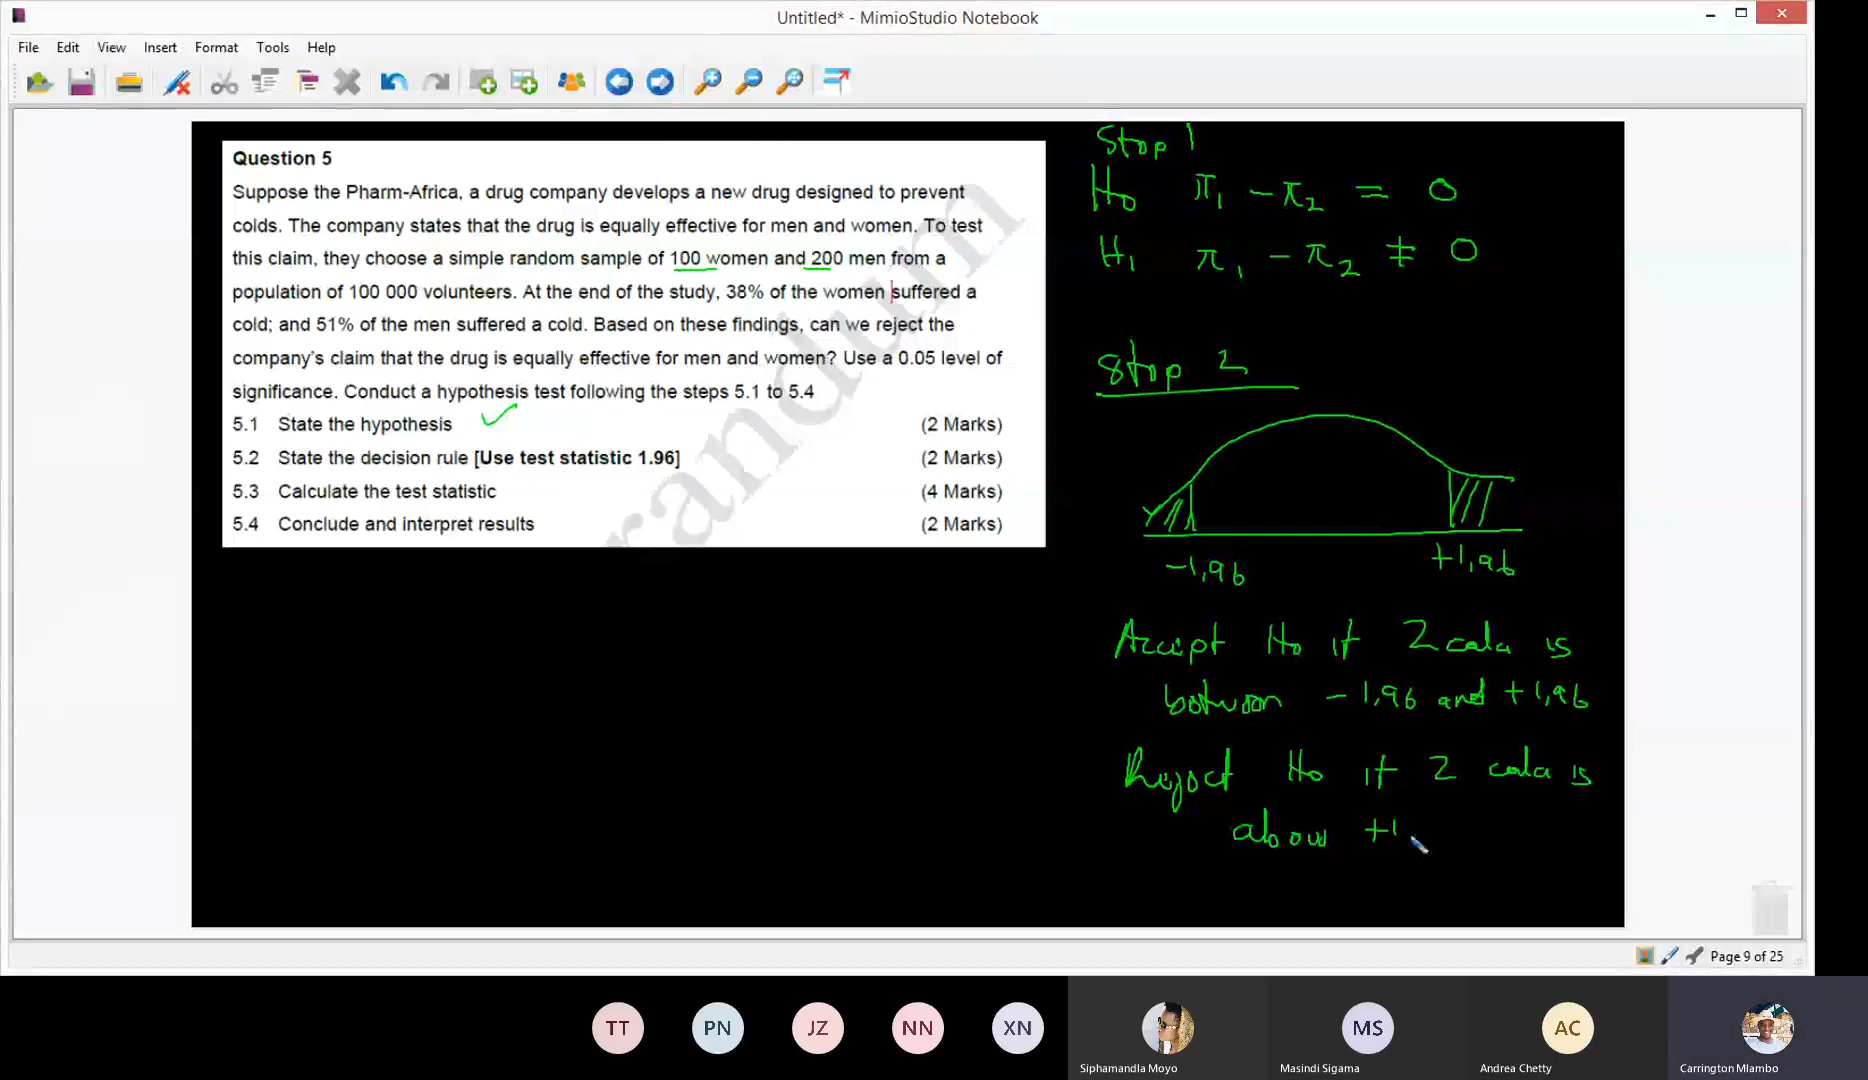 Untitled* - MimioStudio Notebook
File Edit View Insert Format Tools Help
Question 5
Suppose the Pharm-Africa, a drug company develops a new drug designed to prevent
colds. The company states that the drug is equally effective for men and women. To test
this claim, they choose a simple random sample of 100 women and 200 men from a
population of 100 000 volunteers. At the end of the study, 38% of the women suffered a
cold; and 51% of the men suffered a cold. Based on these findings, can we reject the
company's claim that the drug is equally effective for men and women? Use a 0.05 level of
significance. Conduct a hypothesis test following the steps 5.1 to 5.4
5.1 State the hypothesis (2 Marks)
5.2 State the decision rule [Use test statistic 1.96] (2 Marks)
5.3 Calculate the test statistic (4 Marks)
5.4 Conclude and interpret results (2 Marks)
randum
Step 1
H0 π1 - π2 = 0
H1 π1 - π2 ≠ 0
Step 2
-1,96 +1,96
Accept H0 if Z calc is
between -1,96 and +1,96
Reject H0 if Z calc is
above +1
Page 9 of 25
TT PN JZ NN XN MS AC
Siphamandla Moyo Masindi Sigama Andrea Chetty Carrington Mlambo